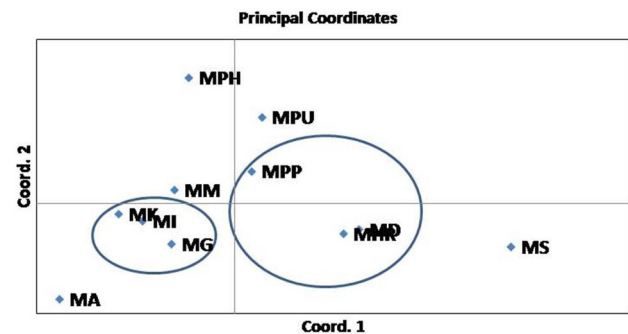 Principal Coordinates
MPH
MPU
MPP
MM
MK
MI
MG
MD
MHR
MS
MA
Coord. 2
Coord. 1